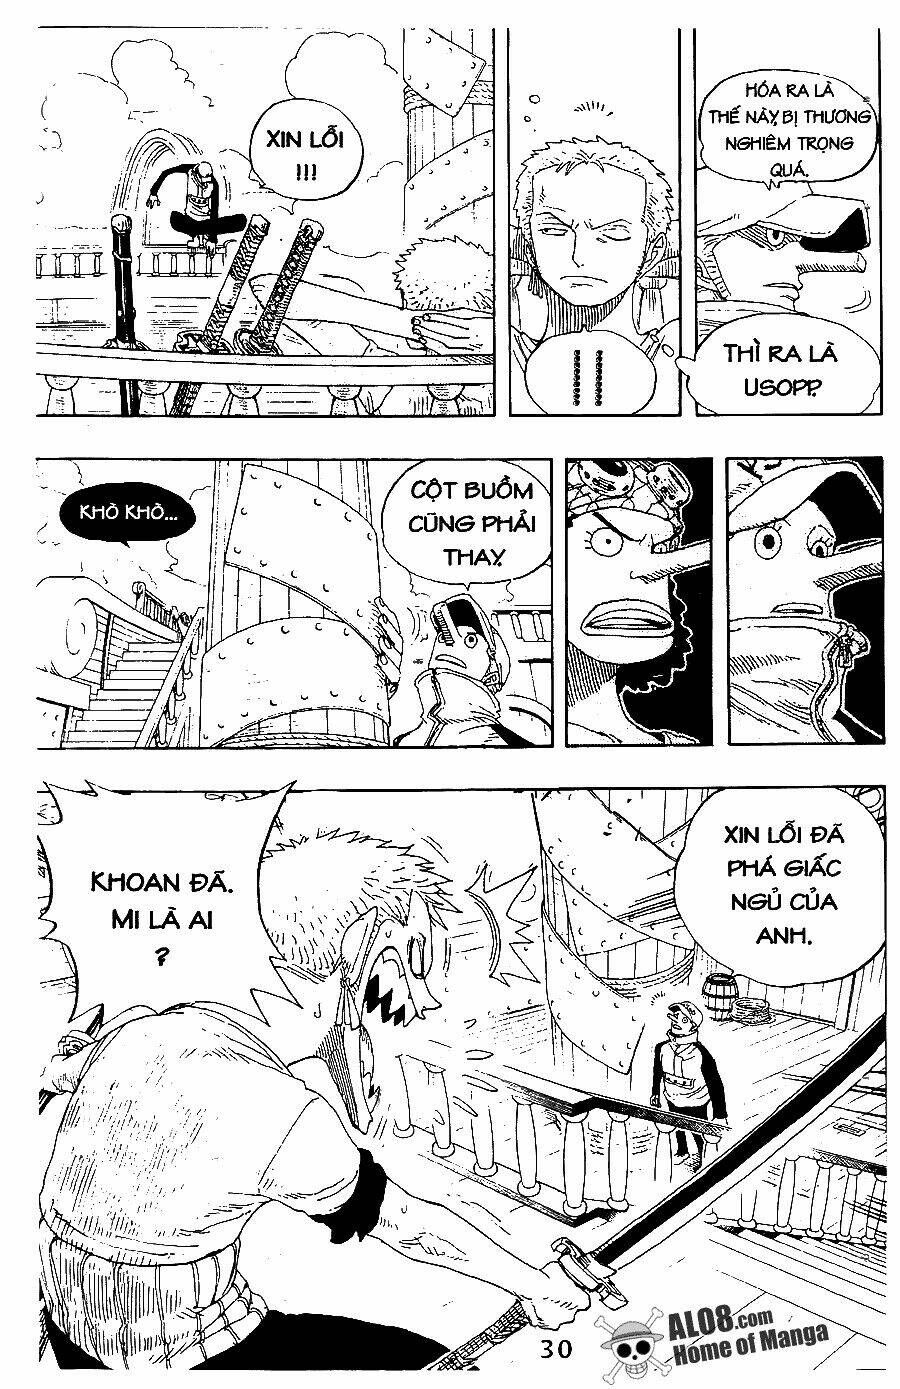 XIN LỖI
!!!
HÓA RA LÀ
THẾ NÀY, BỊ THƯƠNG
NGHIÊM TRỌNG
QUÁ.
THÌ RA LÀ
USOPP.
KHÒ KHÒ...
CỘT BUỒM
CŨNG PHẢI
THAY.
KHOAN ĐÃ.
MI LÀ AI
?
XIN LỖI ĐÃ
PHÁ GIẤC
NGỦ CỦA
ANH.
30
ALO8.com
Home of Manga